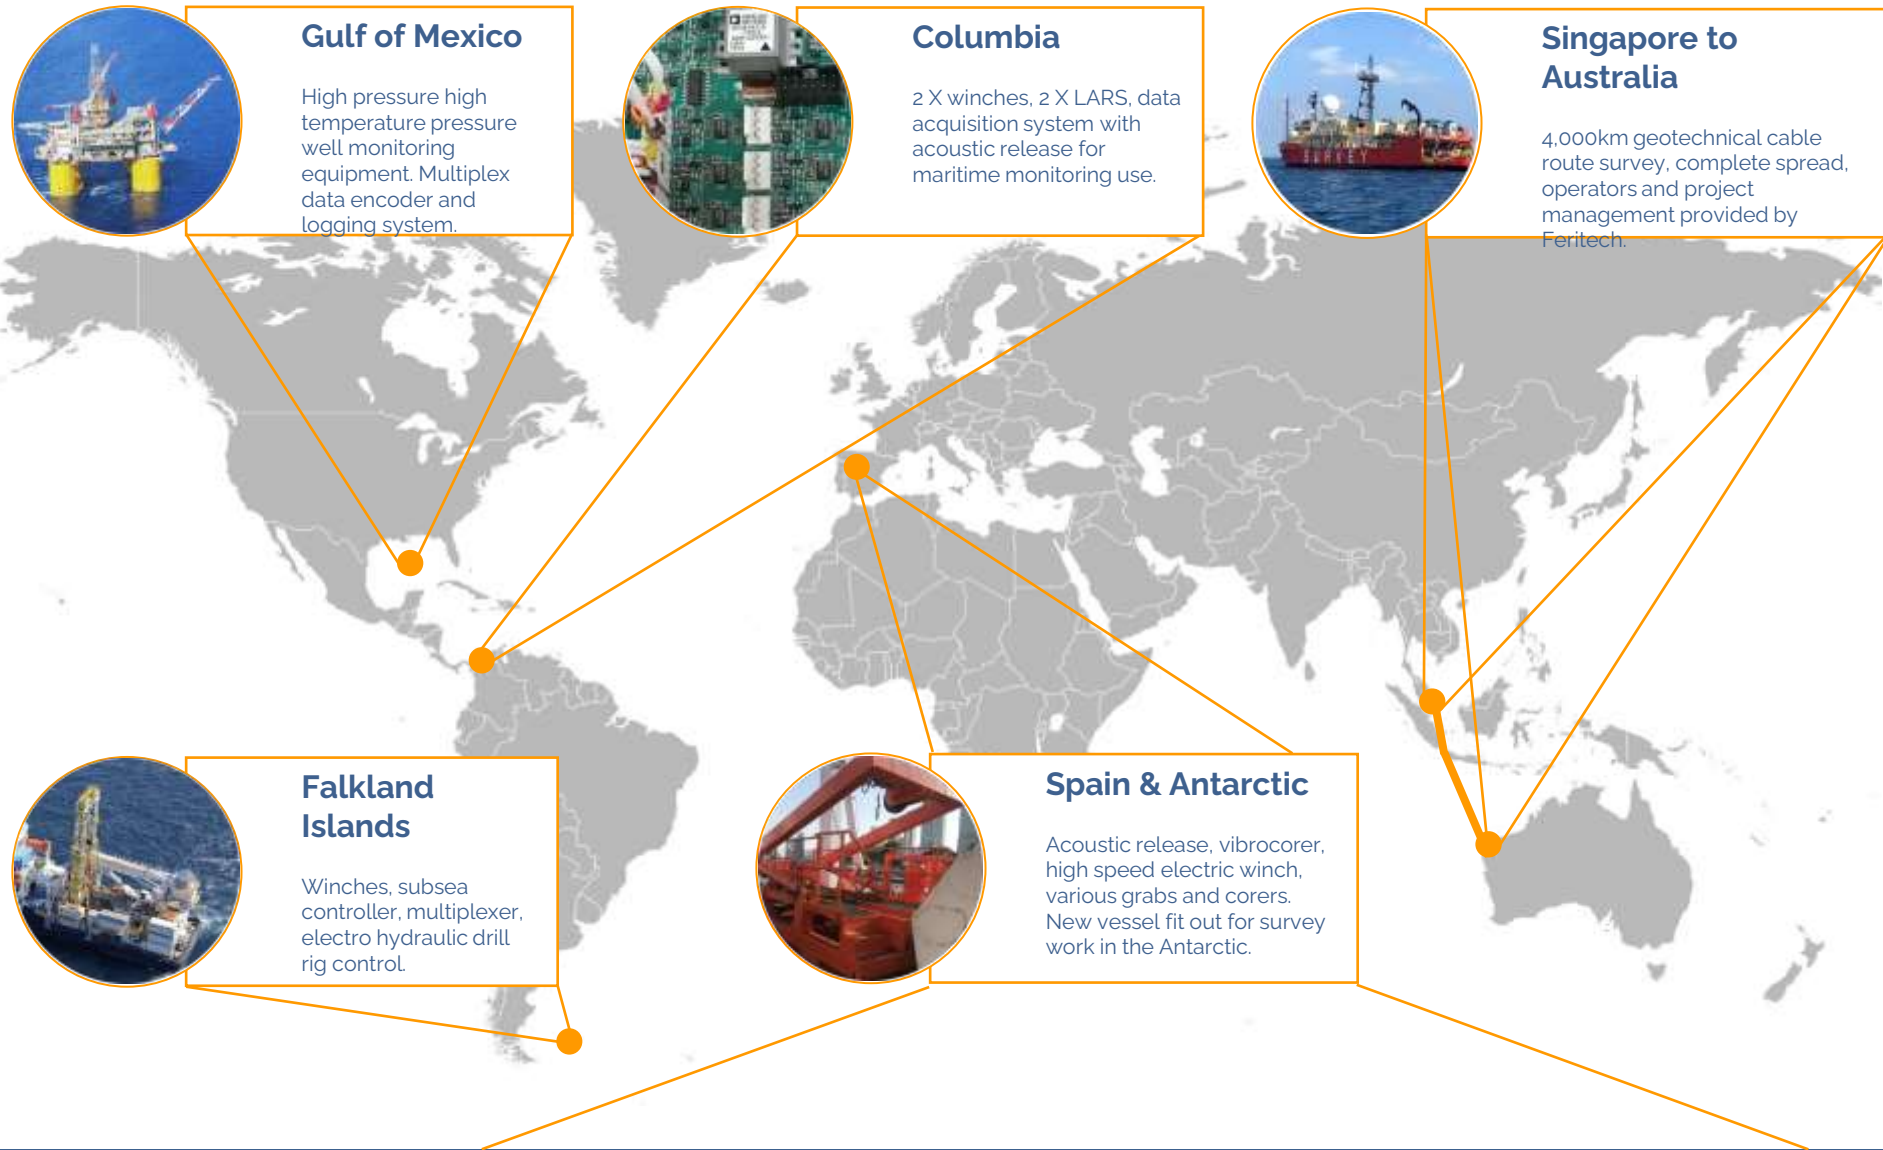 Gulf of Mexico
High pressure high
temperature pressure
well monitoring
equipment. Multiplex
data encoder and
logging system.
Columbia
2 X winches, 2 X LARS, data
acquisition system with
acoustic release for
maritime monitoring use.
Singapore to
Australia
4,000km geotechnical cable
route survey, complete spread,
operators and project
management provided by
Feritech.
SURVEY
Falkland
Islands
Winches, subsea
controller, multiplexer,
electro hydraulic drill
rig control.
Spain & Antarctic
Acoustic release, vibrocorer,
high speed electric winch,
various grabs and corers.
New vessel fit out for survey
work in the Antarctic.